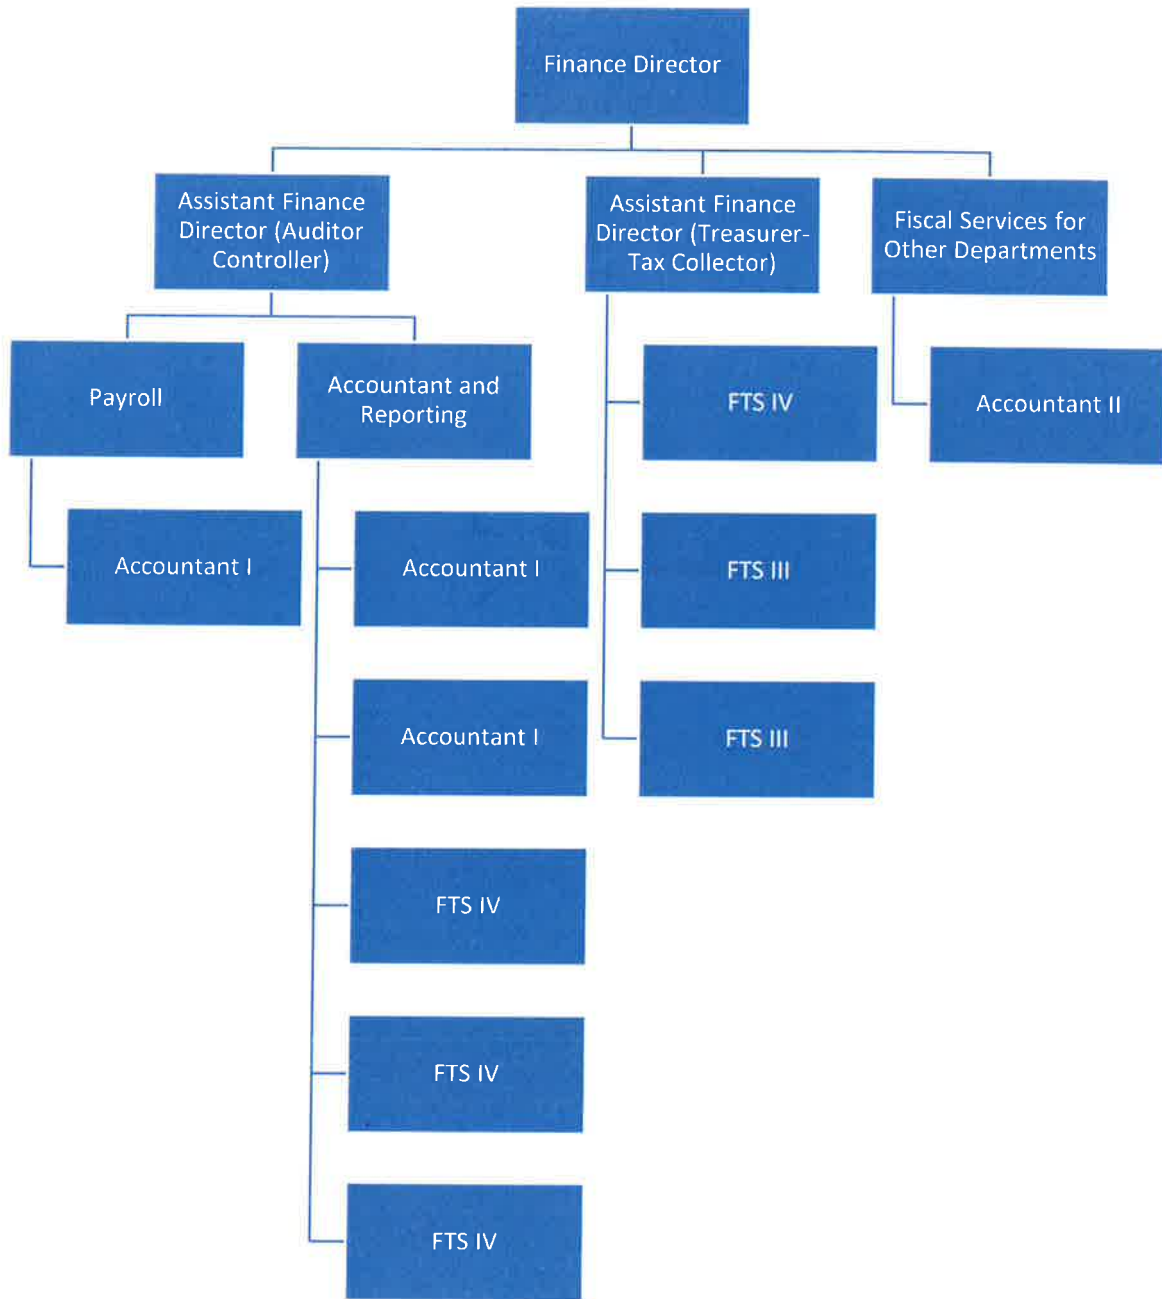 Finance Director
Assistant Finance
Director (Auditor
Controller)
Assistant Finance
Director (Treasurer-
Tax Collector)
Fiscal Services for
Other Departments
Payroll
Accountant and
Reporting
FTS IV
Accountant II
Accountant I
Accountant I
FTS III
Accountant I
FTS III
FTS IV
FTS IV
FTS IV